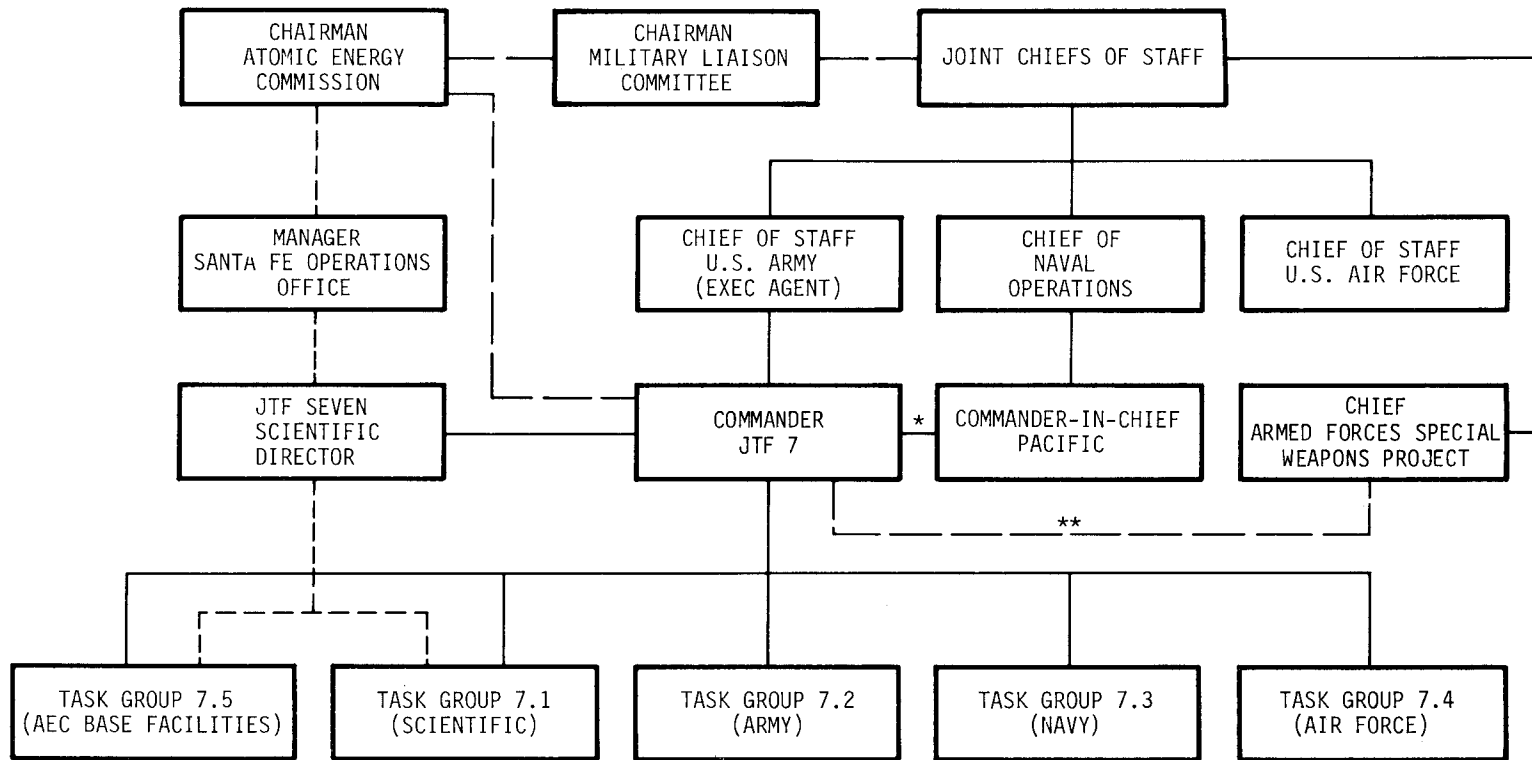 CHAIRMAN
ATOMIC ENERGY
COMMISSION
CHAIRMAN
MILITARY LIAISON
COMMITTEE
JOINT CHIEFS OF STAFF
MANAGER
SANTA FE OPERATIONS
OFFICE
CHIEF OF STAFF
U.S. ARMY
(EXEC AGENT)
CHIEF OF
NAVAL
OPERATIONS
CHIEF OF STAFF
U.S. AIR FORCE
JTF SEVEN
SCIENTIFIC
DIRECTOR
COMMANDER
JTF 7
*
COMMANDER-IN-CHIEF
PACIFIC
CHIEF
ARMED FORCES SPECIAL
WEAPONS PROJECT
**
TASK GROUP 7.5
(AEC BASE FACILITIES)
TASK GROUP 7.1
(SCIENTIFIC)
TASK GROUP 7.2
(ARMY)
TASK GROUP 7.3
(NAVY)
TASK GROUP 7.4
(AIR FORCE)